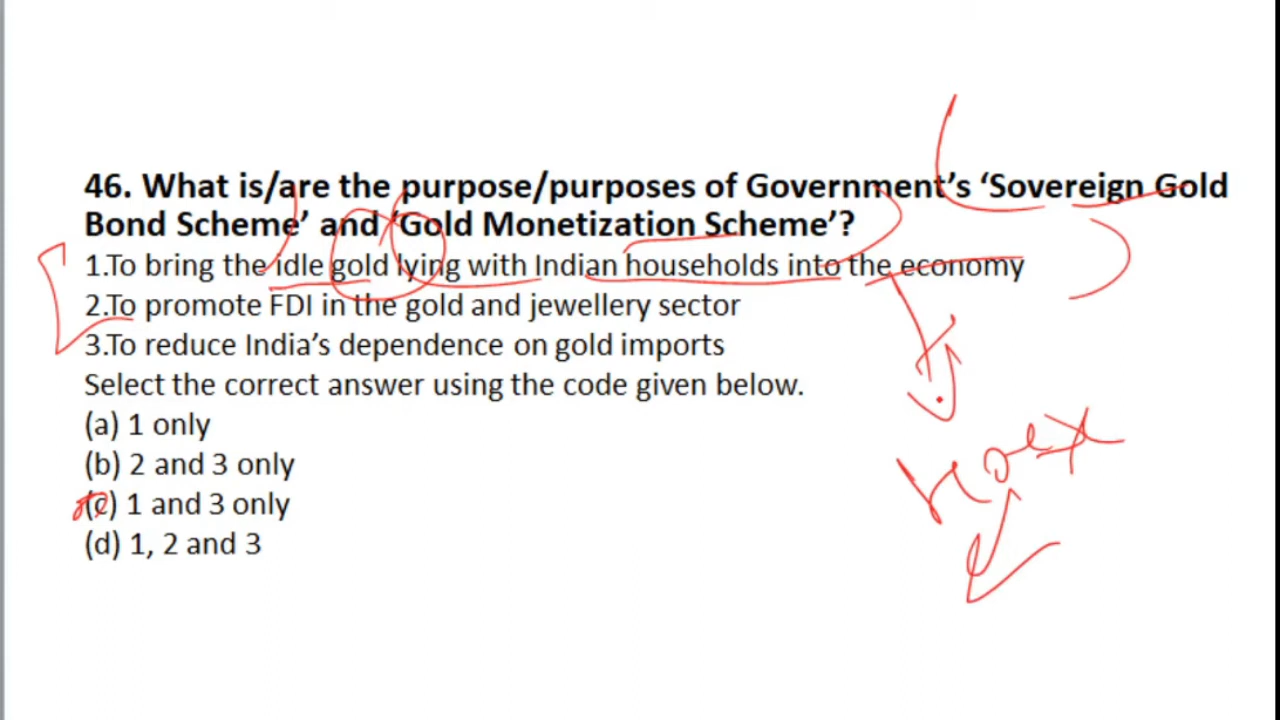 46. What is/are the purpose/purposes of Government’s ‘Sovereign Gold
Bond Scheme’ and ‘Gold Monetization Scheme’?
1.To bring the idle gold lying with Indian households into the economy
2.To promote FDI in the gold and jewellery sector
3.To reduce India’s dependence on gold imports
Select the correct answer using the code given below.
(a) 1 only
(b) 2 and 3 only
(c) 1 and 3 only
(d) 1, 2 and 3